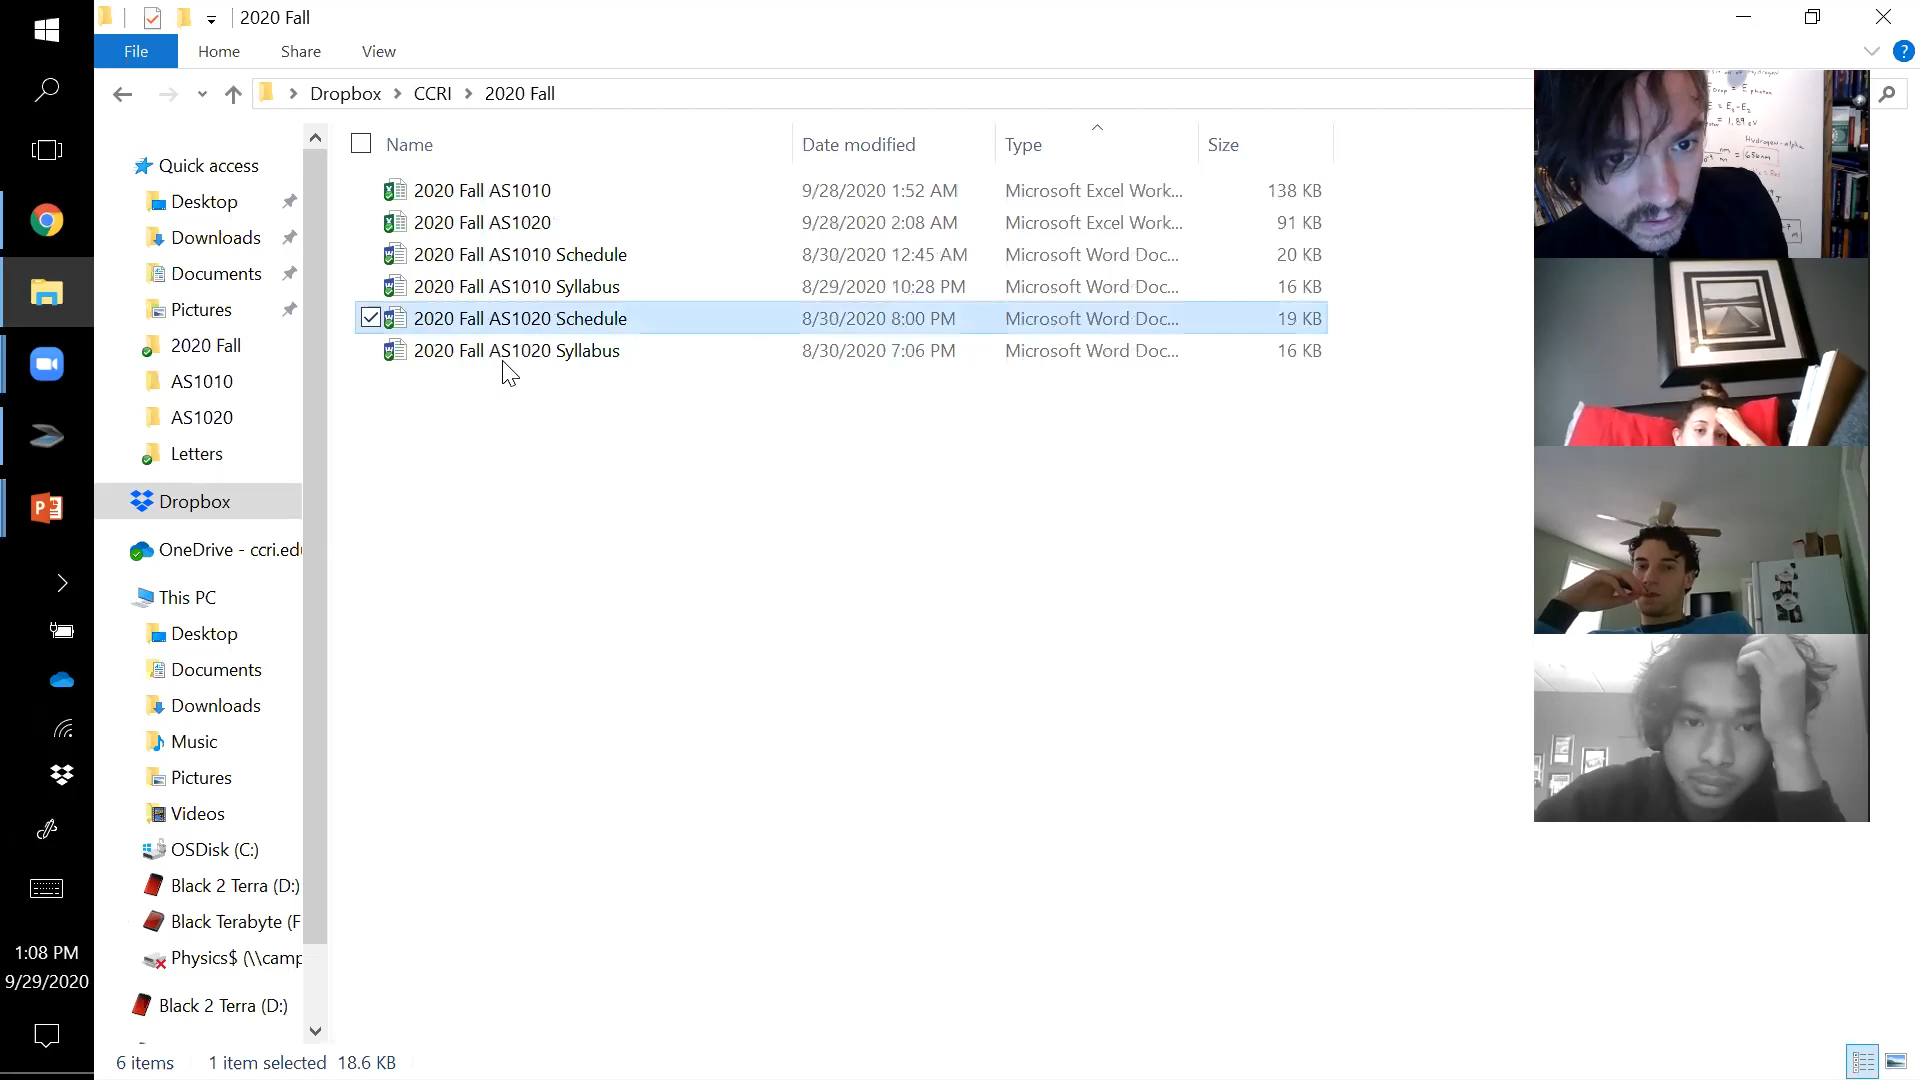 2020 Fall
File Home Share View
?
Dropbox CCRI 2020 Fall
Name Date modified Type Size
2020 Fall AS1010 9/28/2020 1:52 AM Microsoft Excel Work... 138 KB
2020 Fall AS1020 9/28/2020 2:08 AM Microsoft Excel Work... 91 KB
2020 Fall AS1010 Schedule 8/30/2020 12:45 AM Microsoft Word Doc... 20 KB
2020 Fall AS1010 Syllabus 8/29/2020 10:28 PM Microsoft Word Doc... 16 KB
2020 Fall AS1020 Schedule 8/30/2020 8:00 PM Microsoft Word Doc... 19 KB
2020 Fall AS1020 Syllabus 8/30/2020 7:06 PM Microsoft Word Doc... 16 KB
Quick access
Desktop
Downloads
Documents
Pictures
2020 Fall
AS1010
AS1020
Letters
Dropbox
OneDrive - ccri.edu
This PC
Desktop
Documents
Downloads
Music
Pictures
Videos
OSDisk (C:)
Black 2 Terra (D:)
Black Terabyte (F
Physics$ (\\camp
Black 2 Terra (D:)
1:08 PM
9/29/2020
6 items 1 item selected 18.6 KB
photon
= 1.89 eV
Hydrogen-alpha
656nm